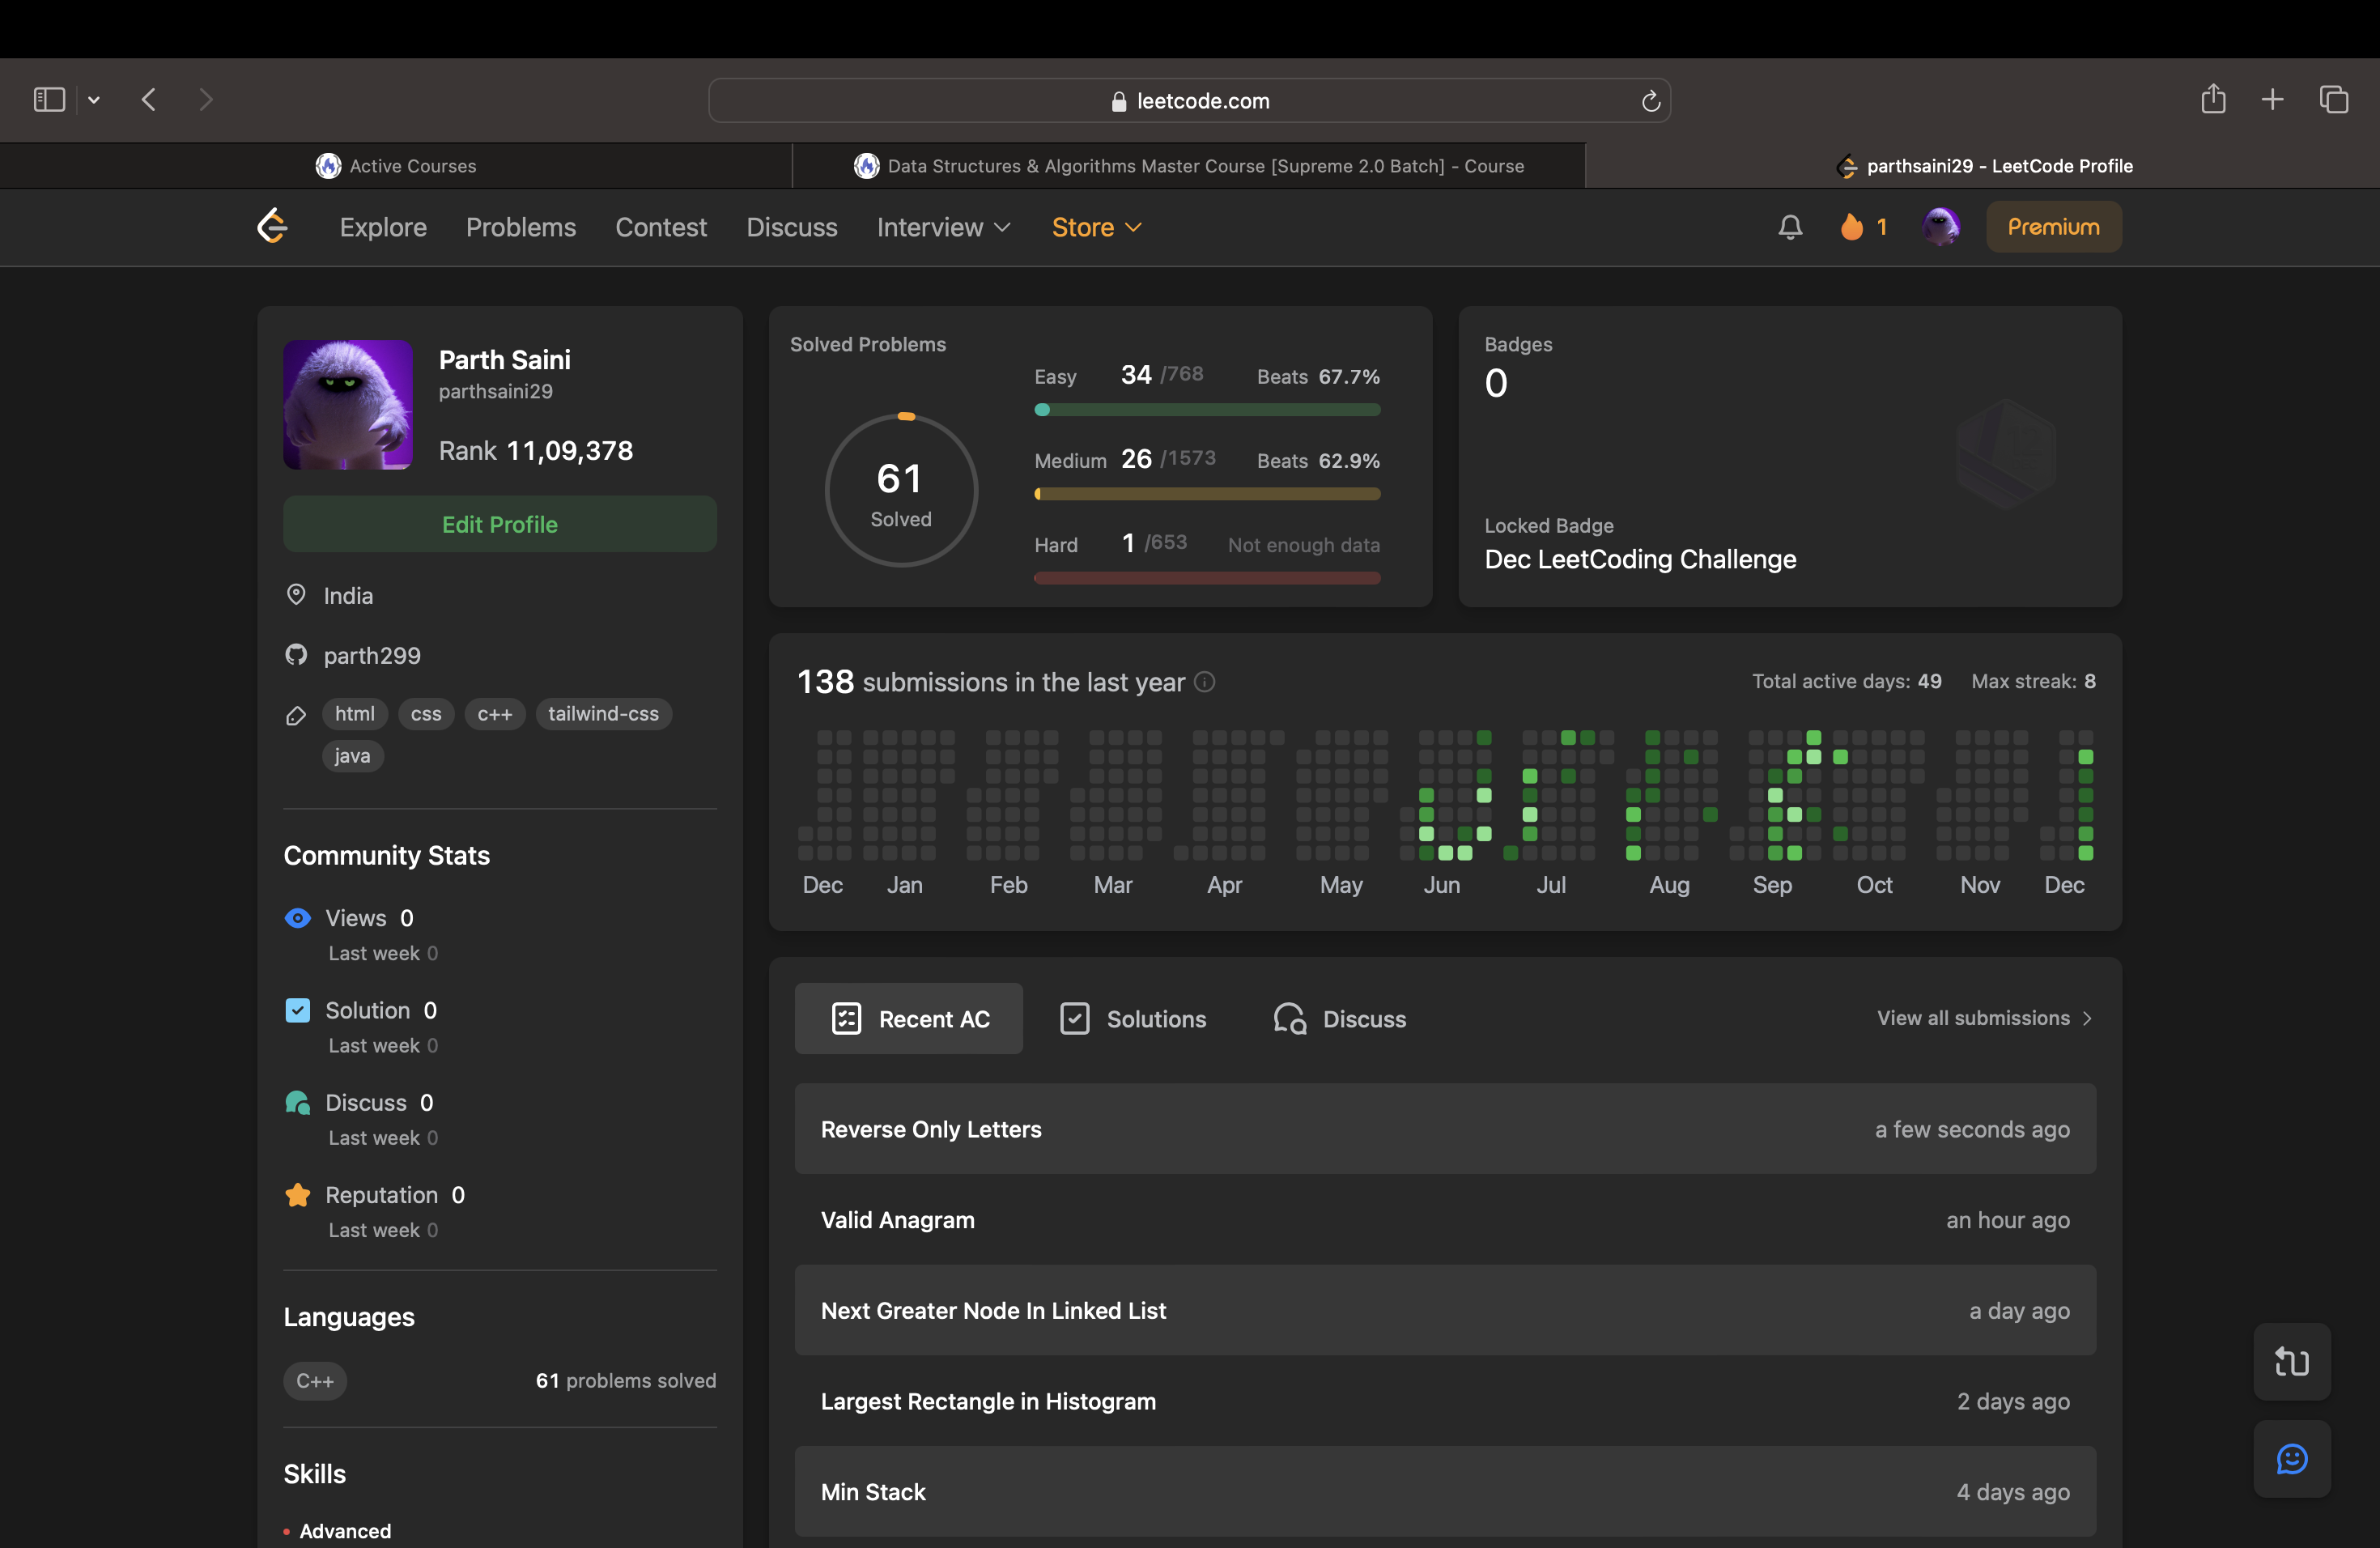 leetcode.com
Active Courses
Data Structures & Algorithms Master Course [Supreme 2.0 Batch] - Course
parthsaini29 - LeetCode Profile
Explore Problems Contest Discuss Interview Store
1
Premium
Parth Saini
parthsaini29
Rank 11,09,378
Edit Profile
India
parth299
html css c++ tailwind-css
java
Community Stats
Views 0
Last week 0
Solution 0
Last week 0
Discuss 0
Last week 0
Reputation 0
Last week 0
Languages
C++ 61 problems solved
Skills
Advanced
Solved Problems
61
Solved
Easy 34 /768 Beats 67.7%
Medium 26 /1573 Beats 62.9%
Hard 1 /653 Not enough data
Badges
0
Locked Badge
Dec LeetCoding Challenge
138 submissions in the last year
Total active days: 49 Max streak: 8
Dec Jan Feb Mar Apr May Jun Jul Aug Sep Oct Nov Dec
Recent AC Solutions Discuss View all submissions
Reverse Only Letters a few seconds ago
Valid Anagram an hour ago
Next Greater Node In Linked List a day ago
Largest Rectangle in Histogram 2 days ago
Min Stack 4 days ago